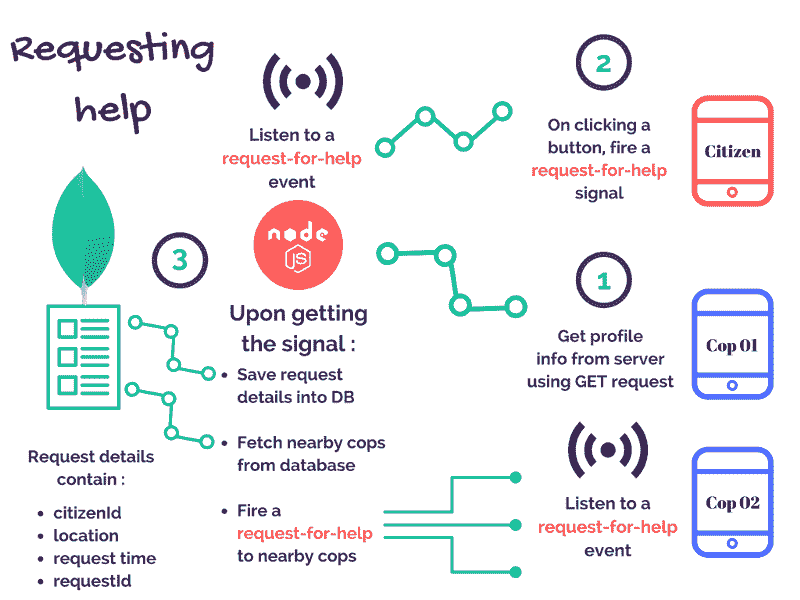 Requesting
help
Listen to a
request-for-help
event
2
On clicking a
button, fire a
request-for-help
signal
Citizen
3
node
JS
Upon getting
the signal :
• Save request
details into DB
• Fetch nearby cops
from database
• Fire a
request-for-help
to nearby cops
1
Get profile
info from server
using GET request
Cop 01
Listen to a
request-for-help
event
Cop 02
Request details
contain :
• citizenId
• location
• request time
• requestId